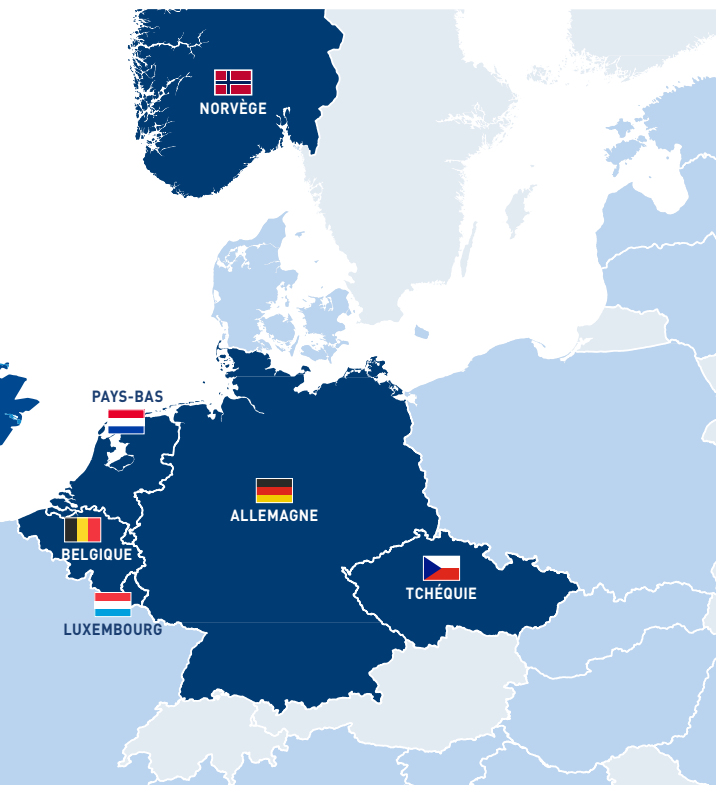 NORVÈGE
PAYS-BAS
ALLEMAGNE
BELGIQUE
TCHÉQUIE
LUXEMBOURG